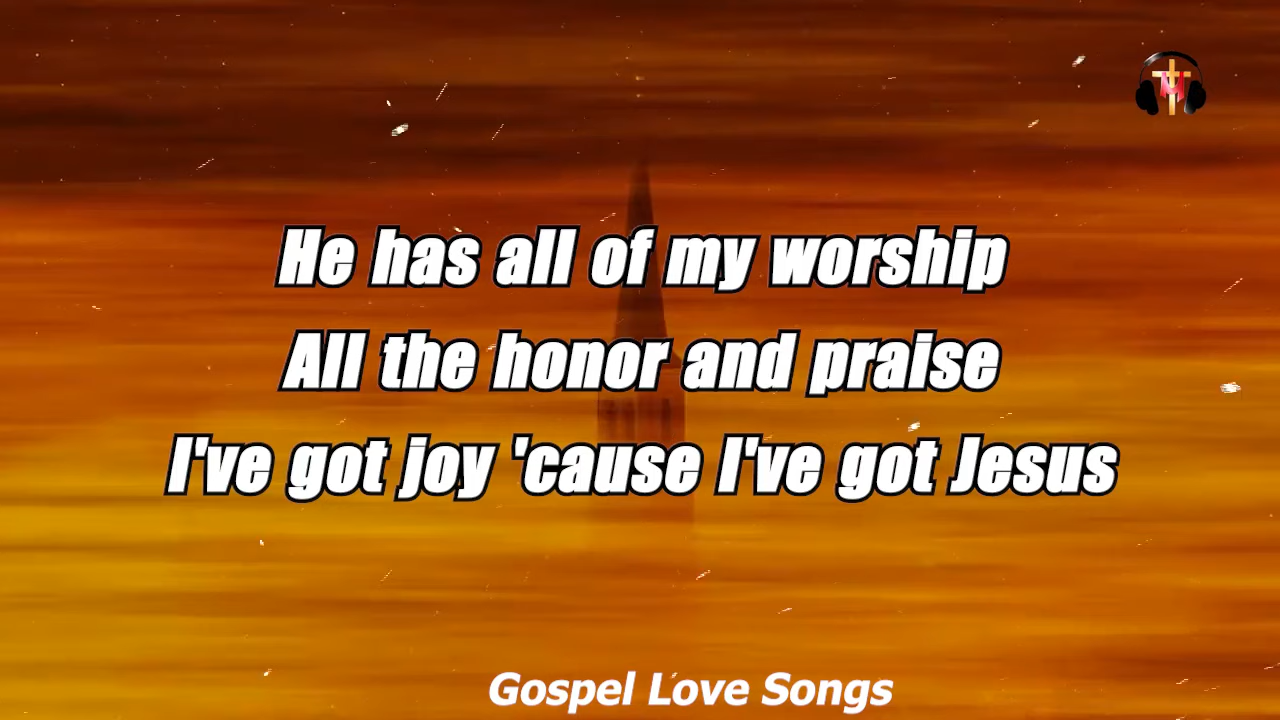 He has all of my worship
All the honor and praise
I've got joy 'cause I've got Jesus
Gospel Love Songs